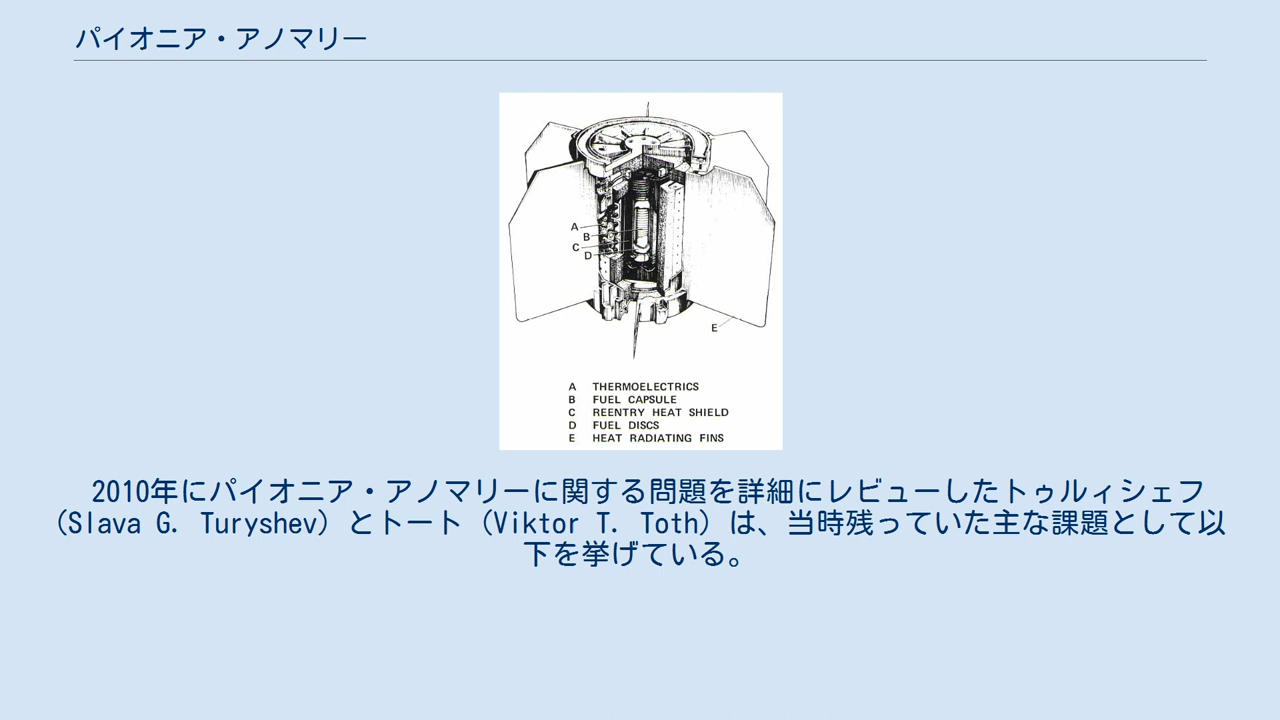 パイオニア・アノマリー
A
B
C
D
E
A THERMOELECTRICS
B FUEL CAPSULE
C REENTRY HEAT SHIELD
D FUEL DISCS
E HEAT RADIATING FINS
2010年にパイオニア・アノマリーに関する問題を詳細にレビューしたトゥルィシェフ
（Slava G. Turyshev）とトート（Viktor T. Toth）は、当時残っていた主な課題として以
下を挙げている。